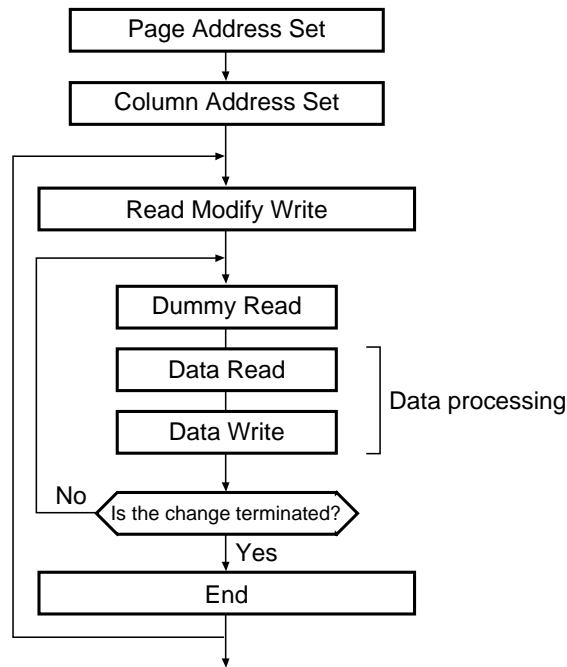 Page Address Set
Column Address Set
Read Modify Write
Dummy Read
Data Read
Data processing
Data Write
No
Is the change terminated?
Yes
End